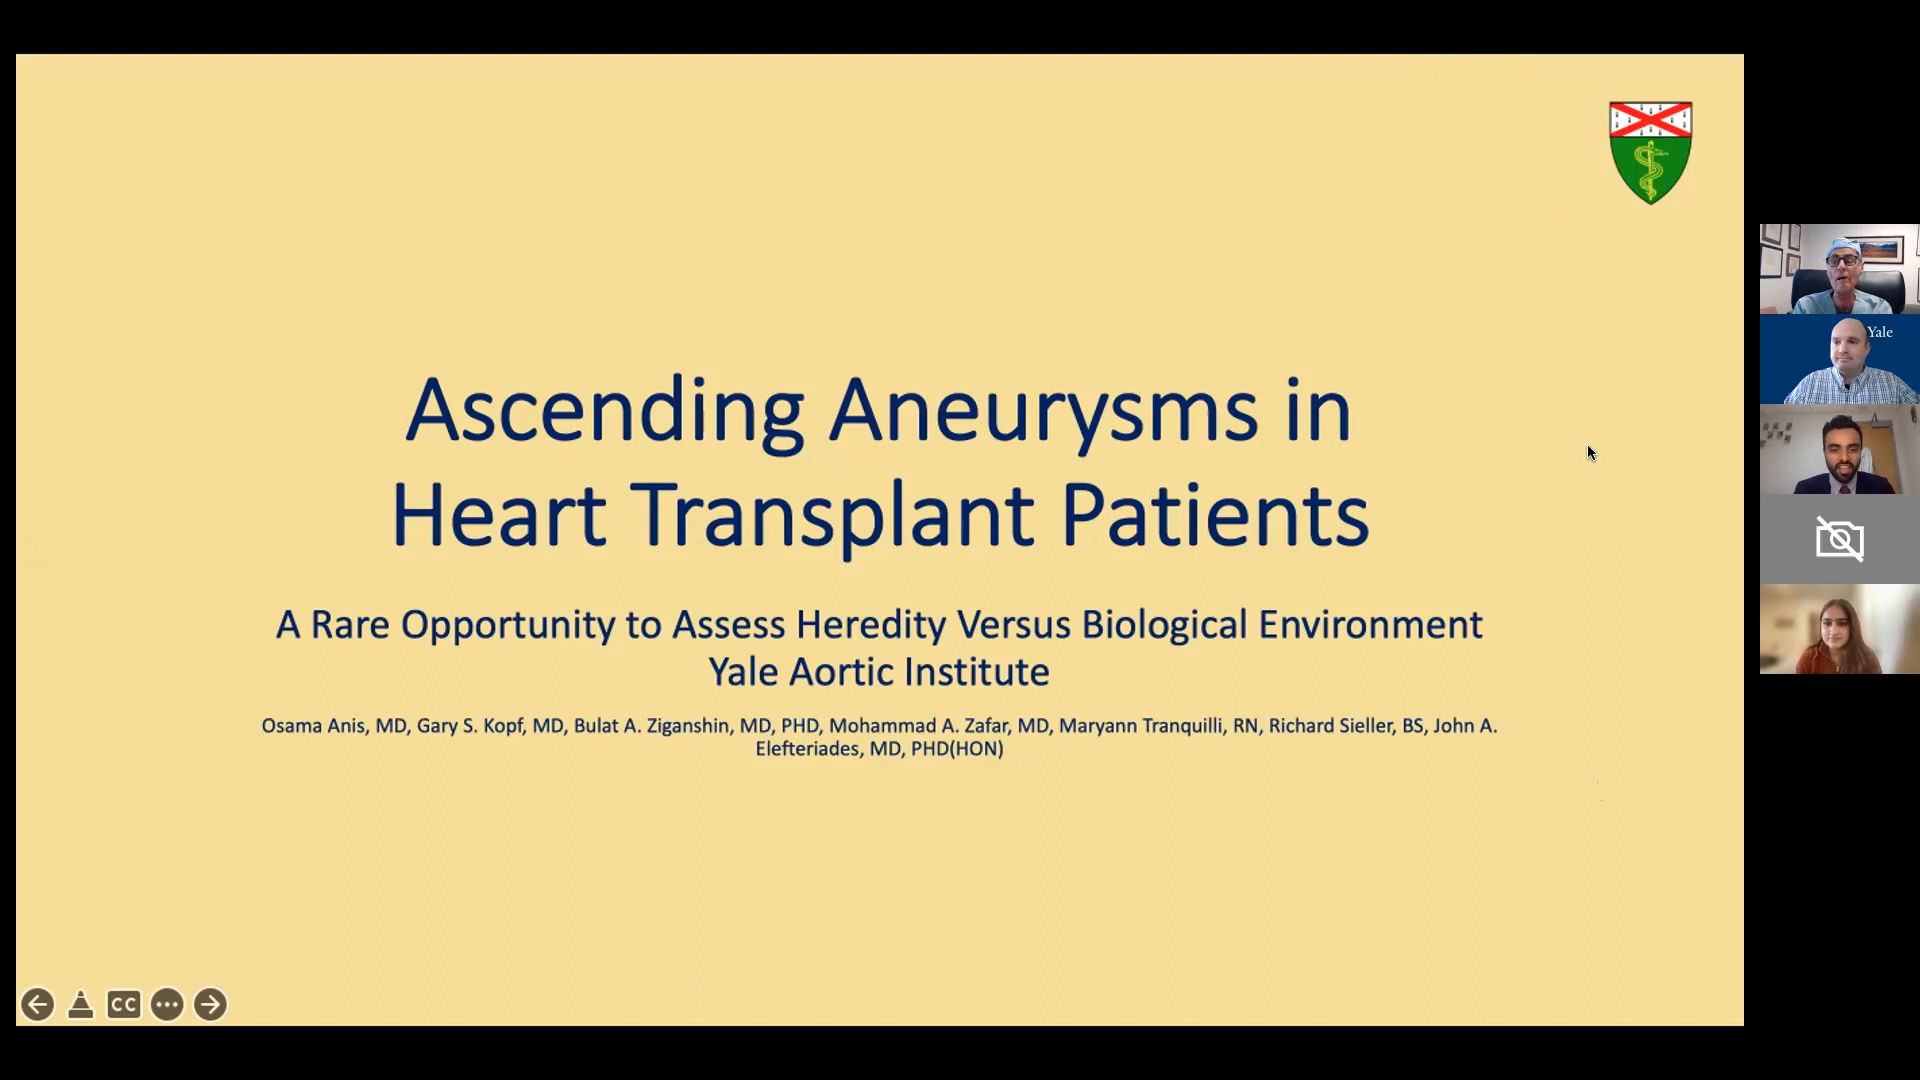 Ascending Aneurysms in
Heart Transplant Patients
A Rare Opportunity to Assess Heredity Versus Biological Environment
Yale Aortic Institute
Osama Anis, MD, Gary S. Kopf, MD, Bulat A. Ziganshin, MD, PHD, Mohammad A. Zafar, MD, Maryann Tranquilli, RN, Richard Sieller, BS, John A.
Elefteriades, MD, PHD(HON)
Yale
CC